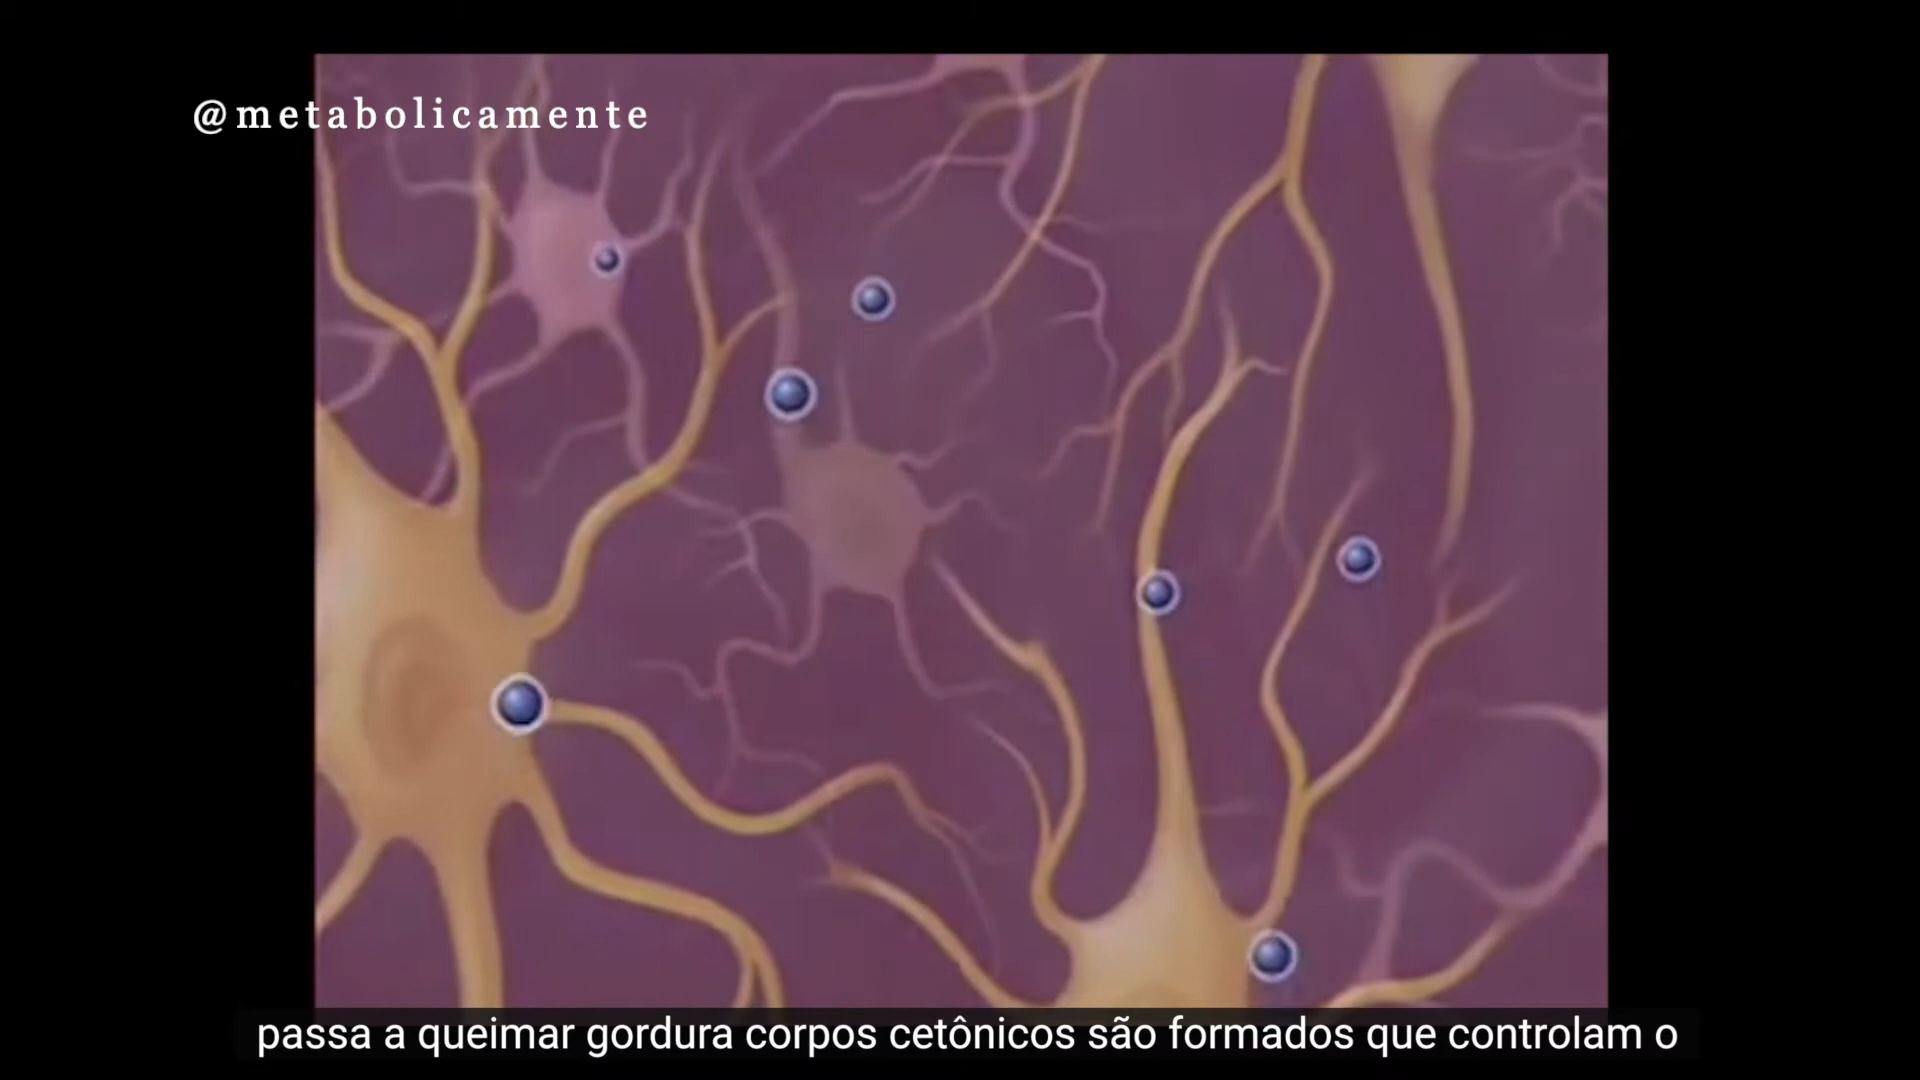 @metabolicamente
passa a queimar gordura corpos cetônicos são formados que controlam o